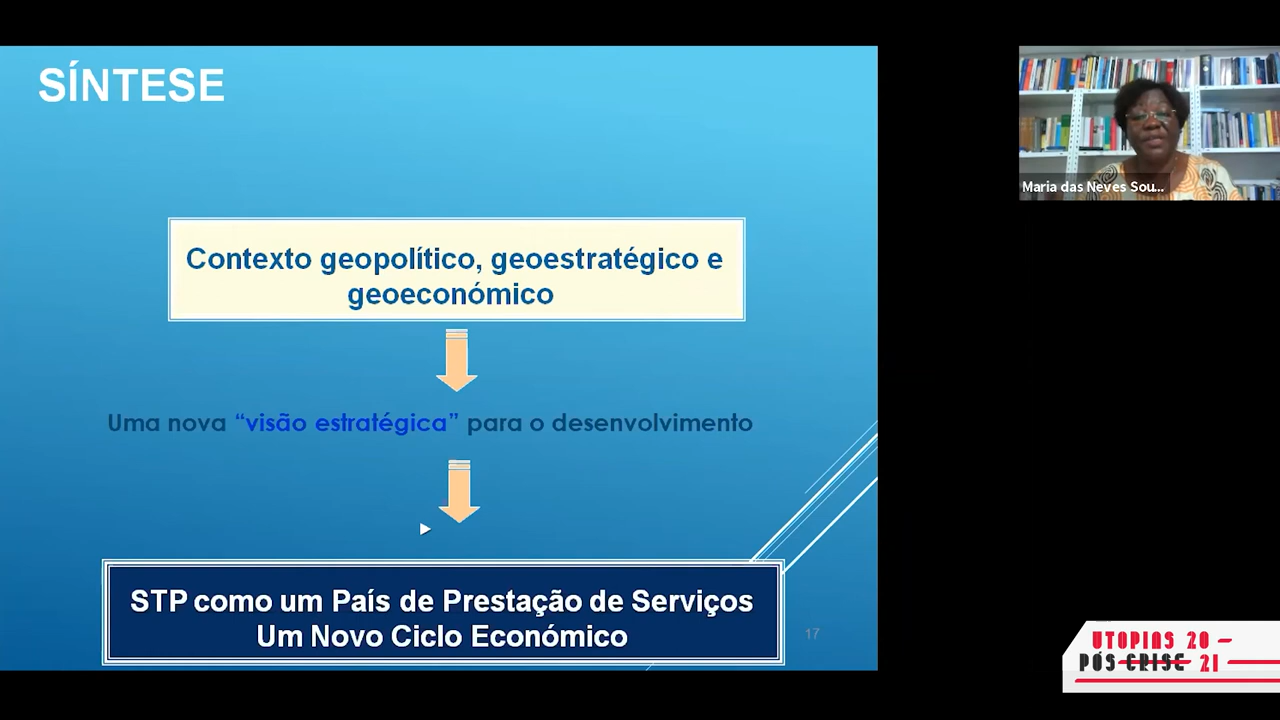 SÍNTESE
Contexto geopolítico, geoestratégico e
geoeconómico
Uma nova “visão estratégica” para o desenvolvimento
STP como um País de Prestação de Serviços
Um Novo Ciclo Económico
17
Maria das Neves Sou...
UTOPIAS 20
PÓS CRISE 21